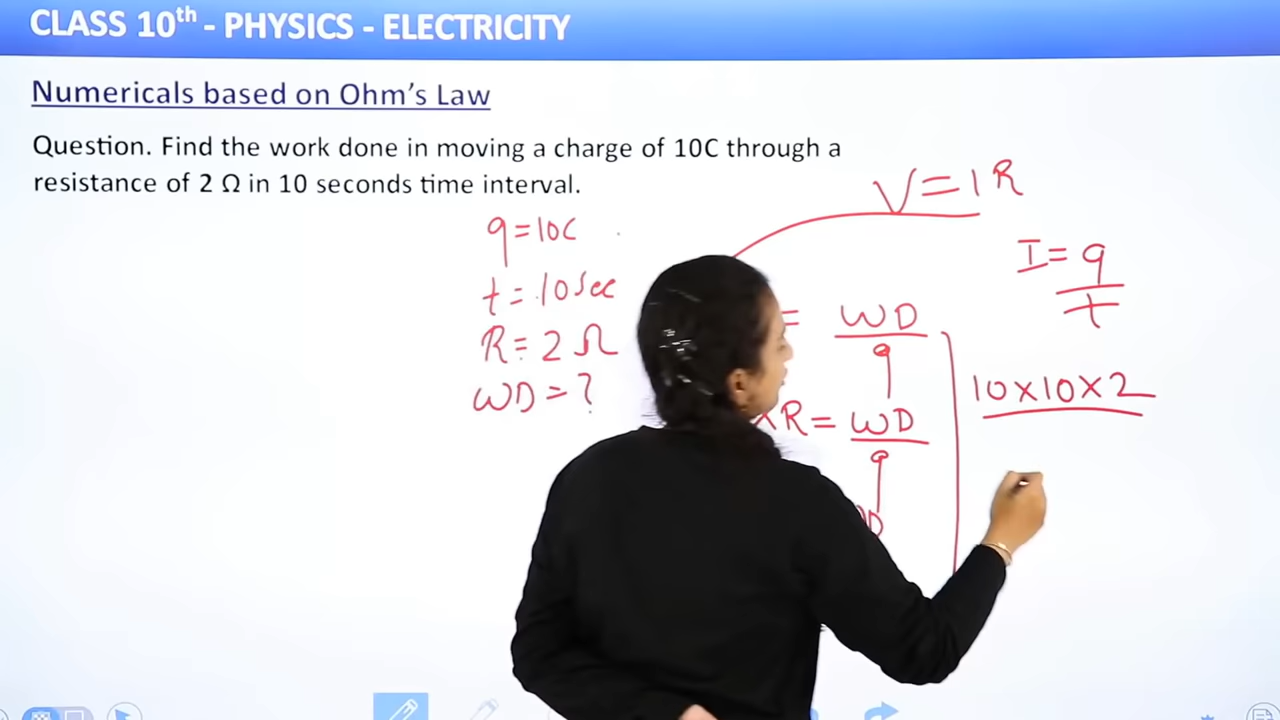 CLASS 10th - PHYSICS - ELECTRICITY
Numericals based on Ohm's Law
Question. Find the work done in moving a charge of 10C through a
resistance of 2 Ω in 10 seconds time interval.
V = I R
q = 10C
t = 10 Sec
R = 2 Ω
WD = ?
I = q
t
= WD
q
× R = WD
q
10 × 10 × 2